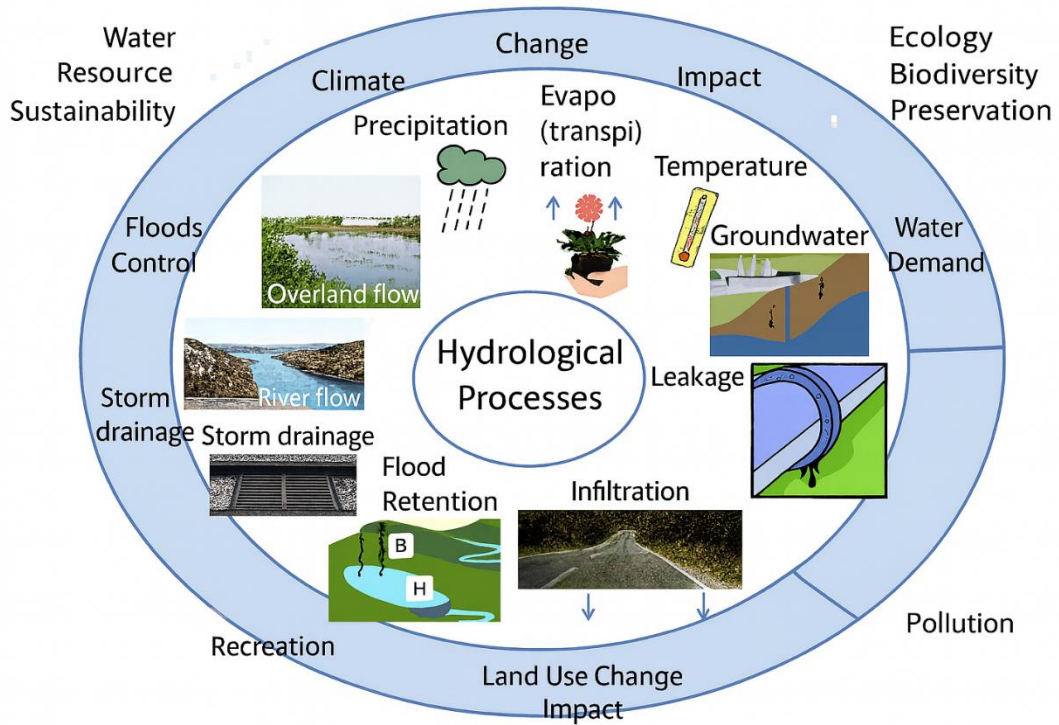 Water
Resource
Sustainability
Climate
Change
Impact
Ecology
Biodiversity
Preservation
Precipitation
Evapo
(transpi)
ration
Temperature
Floods
Control
Overland flow
Groundwater
Water
Demand
Hydrological
Processes
River flow
Leakage
Storm
drainage
Storm drainage
Flood
Retention
B
H
Infiltration
Recreation
Land Use Change
Impact
Pollution